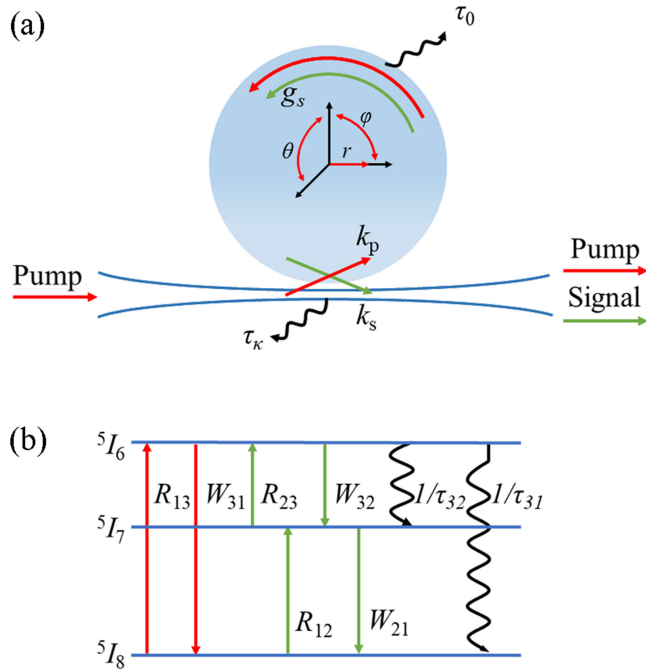 (a)
τ₀
gₛ
θ
φ
r
kₚ
Pump
Pump
Signal
kₛ
τ_κ
(b)
⁵I₆
R₁₃ W₃₁ R₂₃ W₃₂ 1/τ₃₂ 1/τ₃₁
⁵I₇
R₁₂ W₂₁
⁵I₈